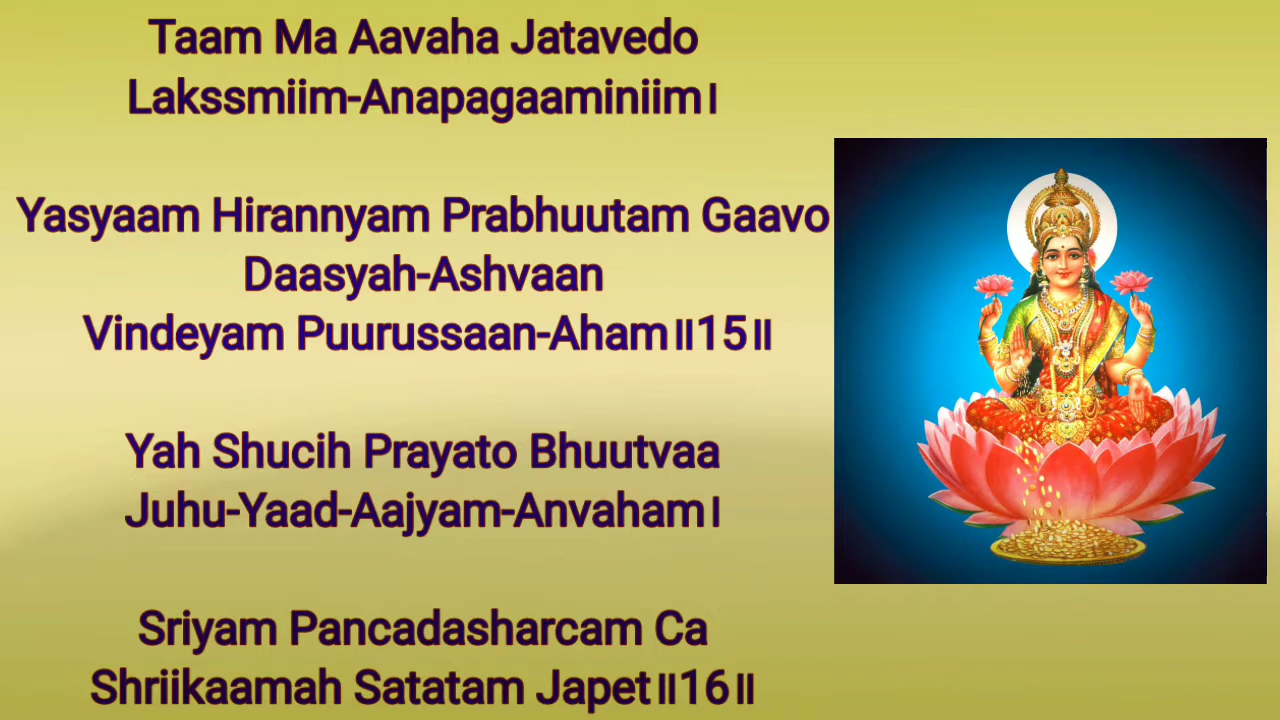 Taam Ma Aavaha Jatavedo
Lakssmiim-Anapagaaminiim।
Yasyaam Hirannyam Prabhuutam Gaavo
Daasyah-Ashvaan
Vindeyam Puurussaan-Aham॥15॥
Yah Shucih Prayato Bhuutvaa
Juhu-Yaad-Aajyam-Anvaham।
Sriyam Pancadasharcam Ca
Shriikaamah Satatam Japet॥16॥